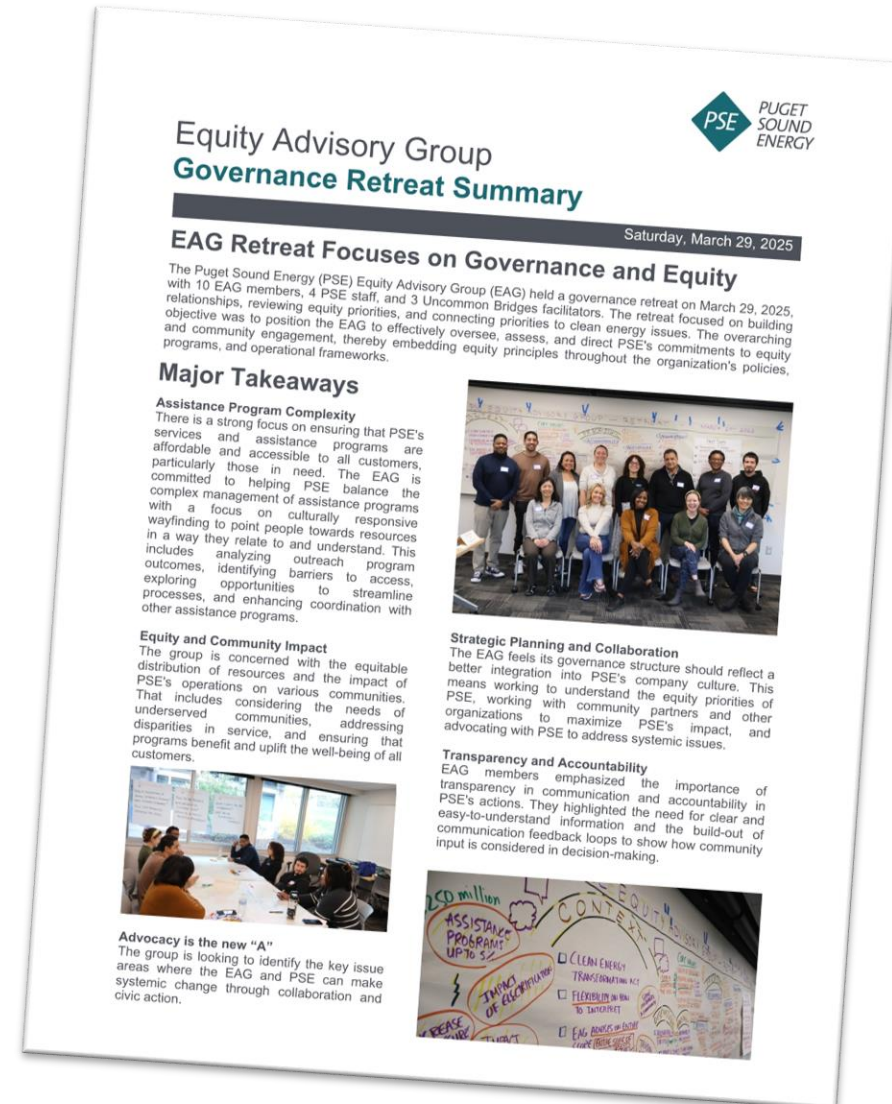 PSE
PUGET
SOUND
ENERGY
Equity Advisory Group
Governance Retreat Summary
Saturday, March 29, 2025
EAG Retreat Focuses on Governance and Equity
The Puget Sound Energy (PSE) Equity Advisory Group (EAG) held a governance retreat on March 29, 2025,
with 10 EAG members, 4 PSE staff, and 3 Uncommon Bridges facilitators. The retreat focused on building
relationships, reviewing equity priorities, and connecting priorities to clean energy issues. The overarching
objective was to position the EAG to effectively oversee, assess, and direct PSE's commitments to equity
and community engagement, thereby embedding equity principles throughout the organization's policies,
programs, and operational frameworks.
Major Takeaways
Assistance Program Complexity
There is a strong focus on ensuring that PSE's
services and assistance programs are
affordable and accessible to all customers,
particularly those in need. The EAG is
committed to helping PSE balance the
complex management of assistance programs
with a focus on culturally responsive
wayfinding to point people towards resources
in a way they relate to and understand. This
includes analyzing outreach program
outcomes, identifying barriers to access,
exploring opportunities to streamline
processes, and enhancing coordination with
other assistance programs.
Equity and Community Impact
The group is concerned with the equitable
distribution of resources and the impact of
PSE's operations on various communities.
That includes considering the needs of
underserved communities, addressing
disparities in service, and ensuring that
programs benefit and uplift the well-being of all
customers.
Advocacy is the new “A”
The group is looking to identify the key issue
areas where the EAG and PSE can make
systemic change through collaboration and
civic action.
Strategic Planning and Collaboration
The EAG feels its governance structure should reflect a
better integration into PSE's company culture. This
means working to understand the equity priorities of
PSE, working with community partners and other
organizations to maximize PSE's impact, and
advocating with PSE to address systemic issues.
Transparency and Accountability
EAG members emphasized the importance of
transparency in communication and accountability in
PSE's actions. They highlighted the need for clear and
easy-to-understand information and the build-out of
communication feedback loops to show how community
input is considered in decision-making.
250 million
ASSISTANCE
PROGRAMS
UP TO 5%
IMPACT
OF ELECTRIFICATION
EQUITY
CONTEXT
CLEAN ENERGY
TRANSFORMATION ACT
FLEXIBILITY ON HOW
TO INTERPRET
EAG ADVISES ON ENTIRE